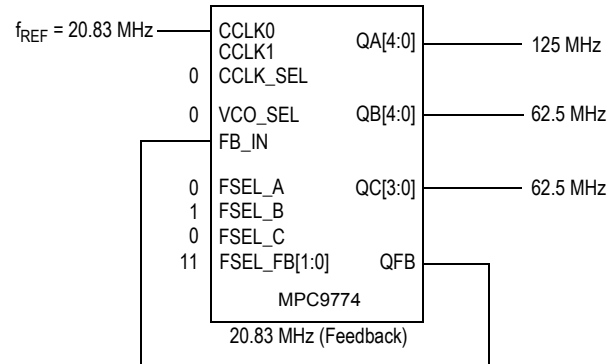 fREF = 20.83 MHz
CCLK0
CCLK1
0 CCLK_SEL
0 VCO_SEL
FB_IN
0 FSEL_A
1 FSEL_B
0 FSEL_C
11 FSEL_FB[1:0]
QA[4:0] 125 MHz
QB[4:0] 62.5 MHz
QC[3:0] 62.5 MHz
QFB
MPC9774
20.83 MHz (Feedback)